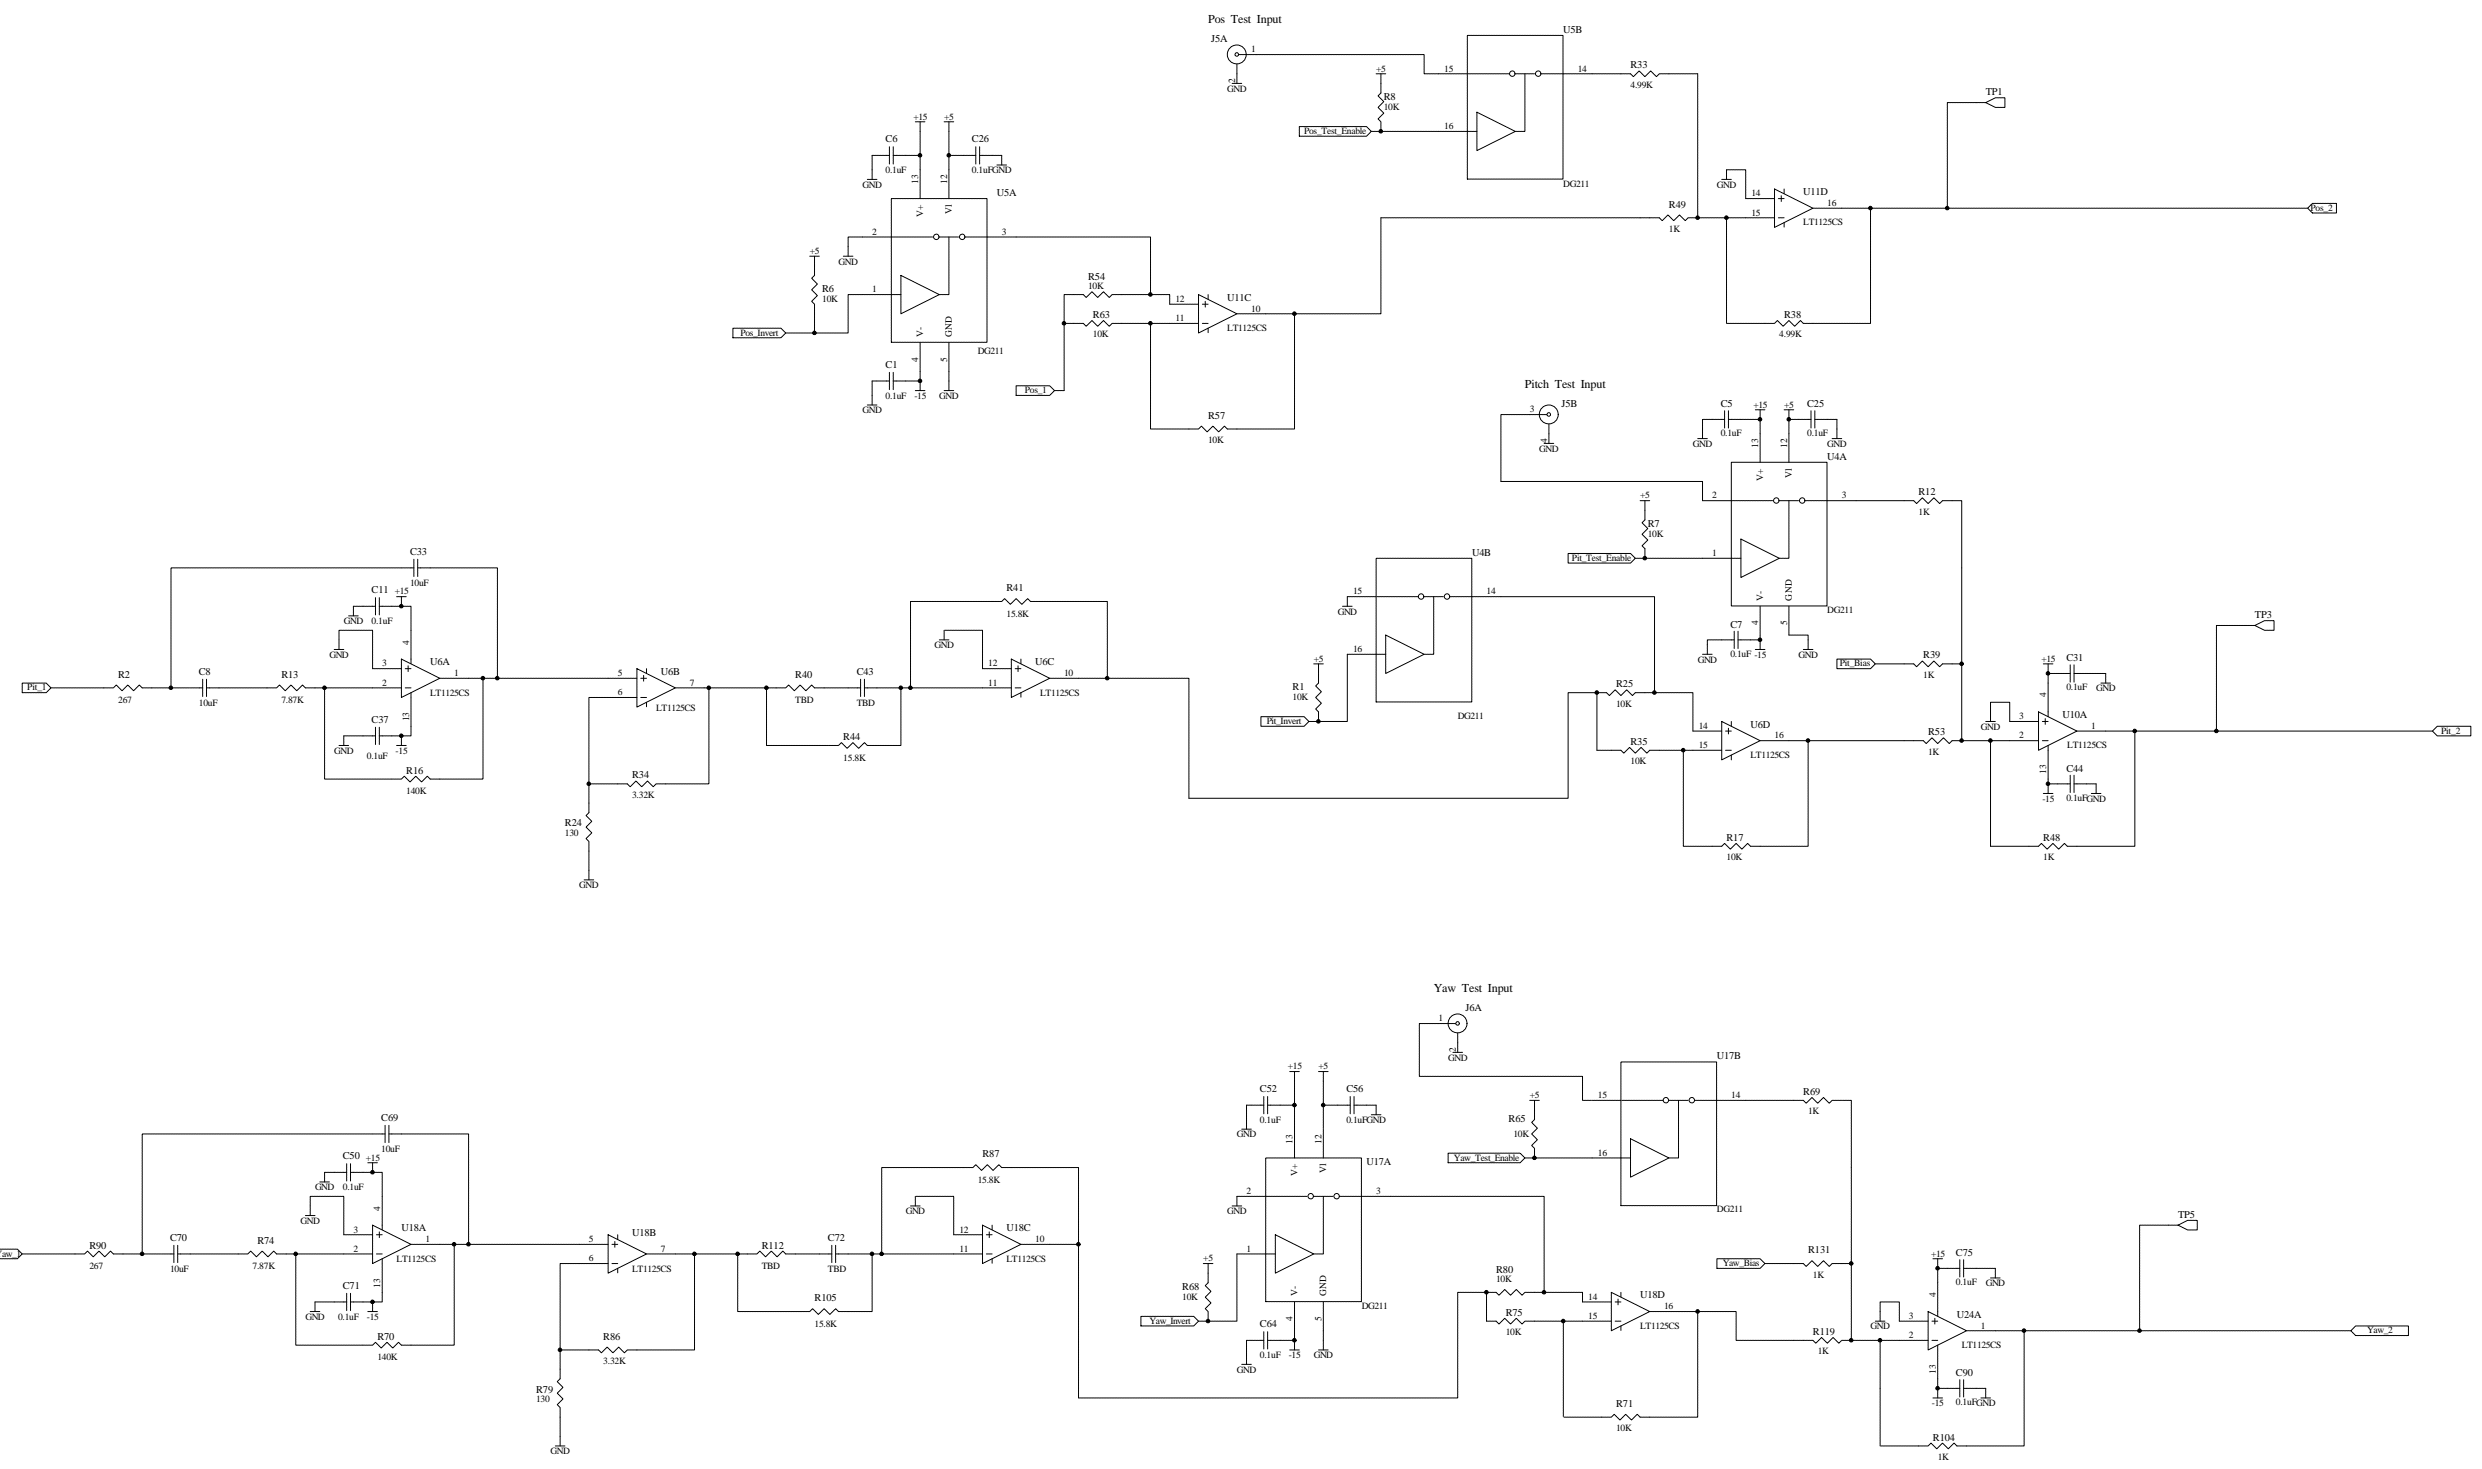 Pos Test Input
J5A
1
2
GND
U5B
15
14
16
DG211
+5
R8
10K
Pos_Test_Enable
R33
4.99K
TP1
+15
+5
C6
0.1uF
GND
C26
0.1uF
GND
13
12
U5A
V+
Vl
2
3
GND
1
V-
GND
4
5
DG211
+5
R6
10K
Pos_Invert
C1
0.1uF
GND
-15
GND
R54
10K
R63
10K
Pos_1
12
11
U11C
10
LT1125CS
R57
10K
R49
1K
GND
14
15
U11D
16
LT1125CS
R38
4.99K
Pos_2
Pitch Test Input
J5B
3
4
GND
C5
0.1uF
GND
+15
+5
C25
0.1uF
GND
13
12
U4A
V+
Vl
2
3
1
V-
GND
4
5
DG211
C7
0.1uF
GND
-15
GND
+5
R7
10K
Pit_Test_Enable
R12
1K
Pit_Bias
R39
1K
C33
10uF
C11
0.1uF
GND
+15
GND
4
3
2
U6A
1
LT1125CS
13
Pit_1
R2
267
C8
10uF
R13
7.87K
C37
0.1uF
GND
-15
R16
140K
5
6
U6B
7
LT1125CS
R34
3.32K
R24
130
GND
R40
TBD
C43
TBD
R44
15.8K
R41
15.8K
GND
12
11
U6C
10
LT1125CS
U4B
15
14
GND
16
DG211
+5
R1
10K
Pit_Invert
R25
10K
R35
10K
14
15
U6D
16
LT1125CS
R17
10K
R53
1K
+15
C31
0.1uF
GND
GND
4
3
2
U10A
1
LT1125CS
13
C44
0.1uF
GND
-15
R48
1K
TP3
Pit_2
Yaw Test Input
J6A
1
2
GND
U17B
15
14
16
DG211
+5
R65
10K
Yaw_Test_Enable
R69
1K
Yaw_Bias
R131
1K
C52
0.1uF
GND
+15
+5
C56
0.1uF
GND
13
12
U17A
V+
Vl
2
3
GND
1
V-
GND
4
5
DG211
+5
R68
10K
Yaw_Invert
C64
0.1uF
GND
-15
GND
C69
10uF
C50
0.1uF
GND
+15
GND
4
3
2
U18A
1
LT1125CS
13
R90
267
C70
10uF
R74
7.87K
C71
0.1uF
GND
-15
R70
140K
5
6
U18B
7
LT1125CS
R86
3.32K
R79
130
GND
R112
TBD
C72
TBD
R105
15.8K
R87
15.8K
GND
12
11
U18C
10
LT1125CS
R80
10K
R75
10K
14
15
U18D
16
LT1125CS
R71
10K
R119
1K
+15
C75
0.1uF
GND
GND
4
3
2
U24A
1
LT1125CS
13
C90
0.1uF
GND
-15
R104
1K
TP5
Yaw_2